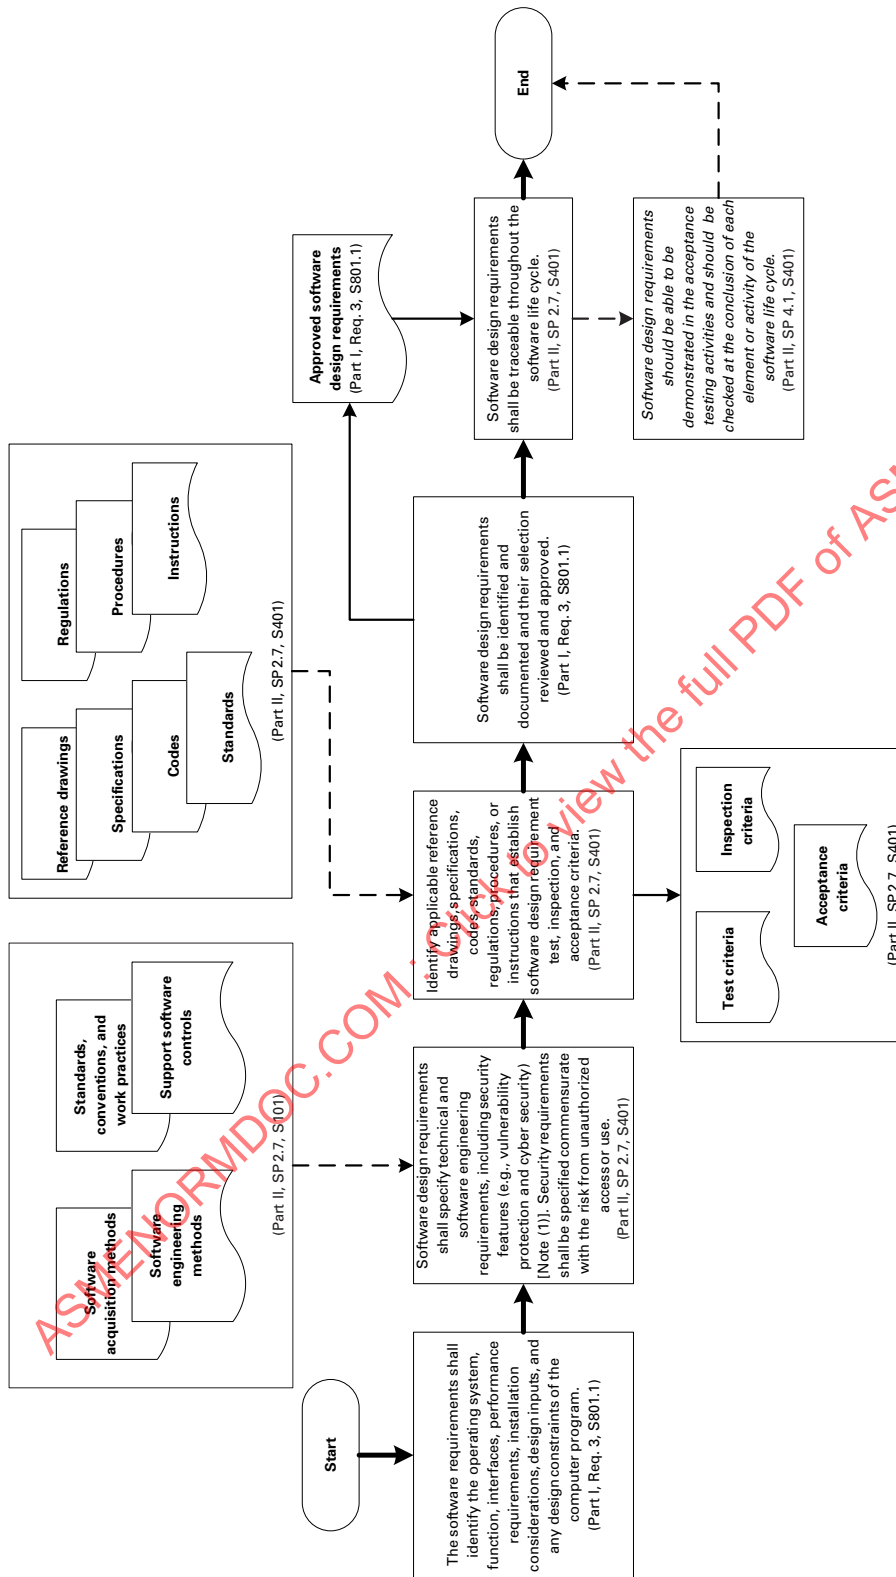 Start
The software requirements shall
identify the operating system,
function, interfaces, performance
requirements, installation
considerations, design inputs, and
any design constraints of the
computer program.
(Part I, Req. 3, S801.1)
Software
acquisition methods
Software
engineering
methods
Standards,
conventions, and
work practices
Support software
controls
(Part II, SP 2.7, S101)
Software design requirements
shall specify technical and
software engineering
requirements, including security
features (e.g., vulnerability
protection and cyber security)
[Note (1)]. Security requirements
shall be specified commensurate
with the risk from unauthorized
access or use.
(Part II, SP 2.7, S401)
Reference drawings
Specifications
Codes
Standards
Regulations
Procedures
Instructions
(Part II, SP 2.7, S401)
Identify applicable reference
drawings, specifications,
codes, standards,
regulations, procedures, or
instructions that establish
software design requirement
test, inspection, and
acceptance criteria.
(Part II, SP 2.7, S401)
Test criteria
Inspection
criteria
Acceptance
criteria
(Part II, SP 2.7, S401)
Software design requirements
shall be identified and
documented and their selection
reviewed and approved.
(Part I, Req. 3, S801.1)
Approved software
design requirements
(Part I, Req. 3, S801.1)
Software design requirements
shall be traceable throughout the
software life cycle.
(Part II, SP 2.7, S401)
Software design requirements
should be able to be
demonstrated in the acceptance
testing activities and should be
checked at the conclusion of each
element or activity of the
software life cycle.
(Part II, SP 4.1, S401)
End
ASMENORMDOC.COM : Click to view the full PDF of ASM